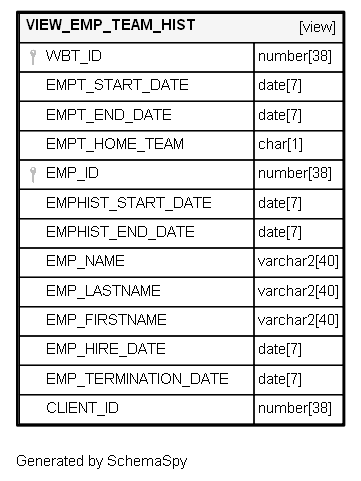 VIEW_EMP_TEAM_HIST [view]
WBT_ID number[38]
EMPT_START_DATE date[7]
EMPT_END_DATE date[7]
EMPT_HOME_TEAM char[1]
EMP_ID number[38]
EMPHIST_START_DATE date[7]
EMPHIST_END_DATE date[7]
EMP_NAME varchar2[40]
EMP_LASTNAME varchar2[40]
EMP_FIRSTNAME varchar2[40]
EMP_HIRE_DATE date[7]
EMP_TERMINATION_DATE date[7]
CLIENT_ID number[38]
Generated by SchemaSpy